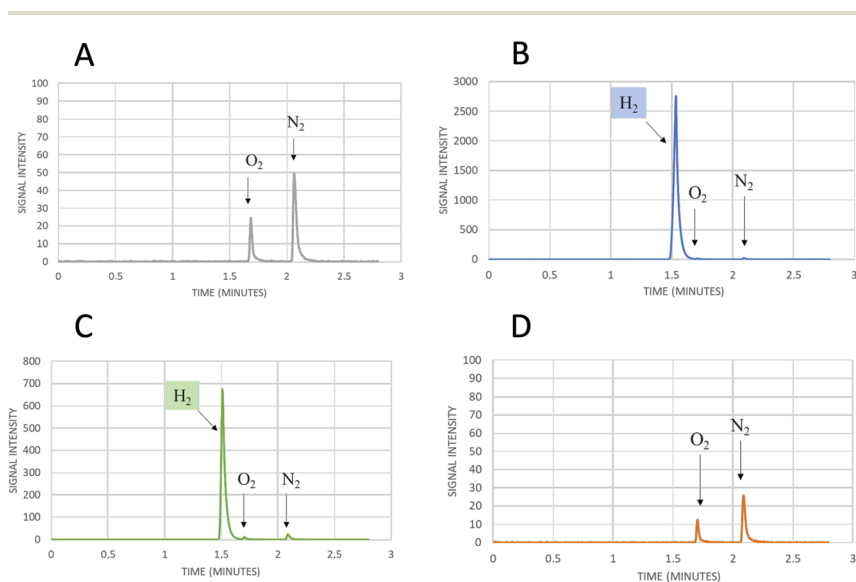 A
100
90
80
70
60
50
40
30
20
10
0
SIGNAL INTENSITY
O₂
N₂
0 0.5 1 1.5 2 2.5 3
TIME (MINUTES)
B
3000
2500
2000
1500
1000
500
0
SIGNAL INTENSITY
H₂
O₂
N₂
0 0.5 1 1.5 2 2.5 3
TIME (MINUTES)
C
800
700
600
500
400
300
200
100
0
SIGNAL INTENSITY
H₂
O₂
N₂
0 0.5 1 1.5 2 2.5 3
TIME (MINUTES)
D
100
90
80
70
60
50
40
30
20
10
0
SIGNAL INTENSITY
O₂
N₂
0 0.5 1 1.5 2 2.5 3
TIME (MINUTES)